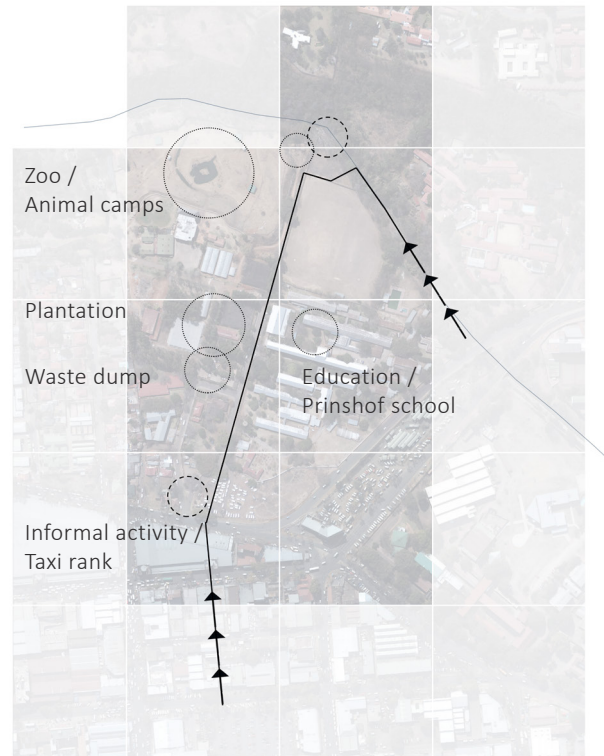 Zoo /
Animal camps
Plantation
Waste dump
Education /
Prinshof school
Informal activity /
Taxi rank